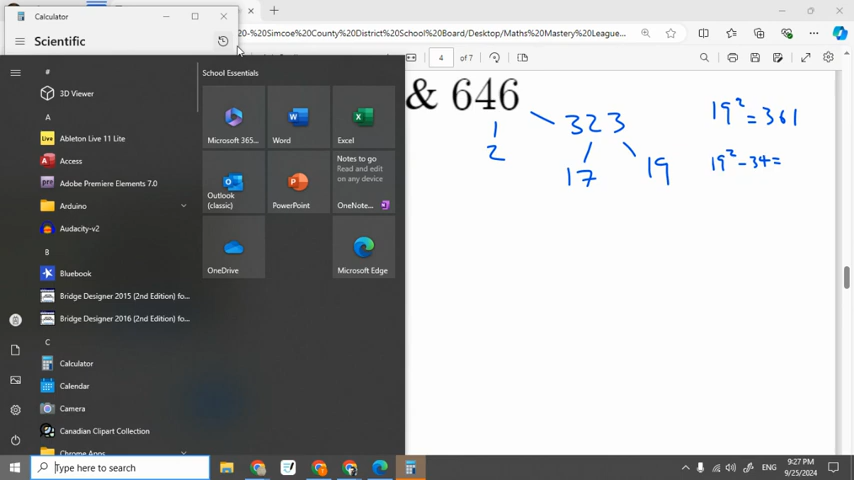 Calculator
Scientific
20-%20Simcoe%20County%20District%20School%20Board/Desktop/Maths%20Mastery%20League...
4 of 7
#
3D Viewer
A
Ableton Live 11 Lite
Access
Adobe Premiere Elements 7.0
Arduino
Audacity-v2
B
Bluebook
Bridge Designer 2015 (2nd Edition) fo...
Bridge Designer 2016 (2nd Edition) fo...
C
Calculator
Calendar
Camera
Canadian Clipart Collection
Chrome Apps
School Essentials
Microsoft 365...
Word
Excel
Outlook (classic)
PowerPoint
Notes to go
Read and edit on any device
OneNote...
OneDrive
Microsoft Edge
& 646
1
2
323
17
19
19² = 361
19² - 34 =
Type here to search
ENG
9:27 PM
9/25/2024